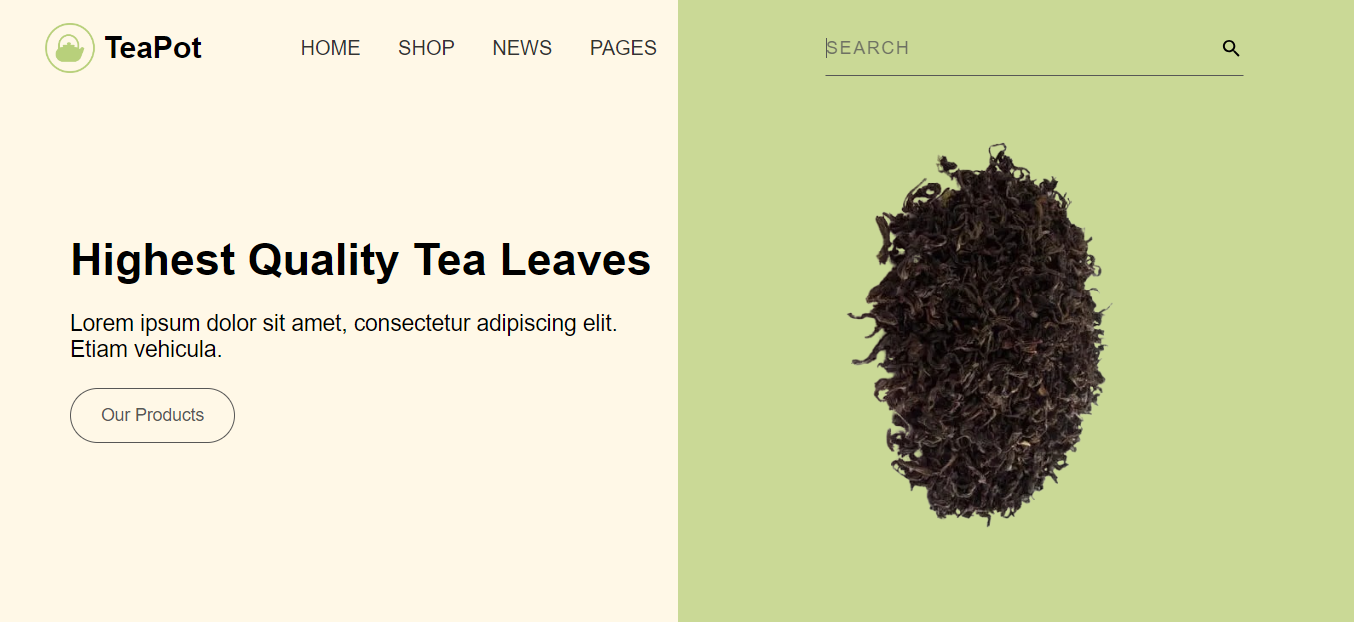 TeaPot
HOME SHOP NEWS PAGES
SEARCH
Highest Quality Tea Leaves
Lorem ipsum dolor sit amet, consectetur adipiscing elit.
Etiam vehicula.
Our Products